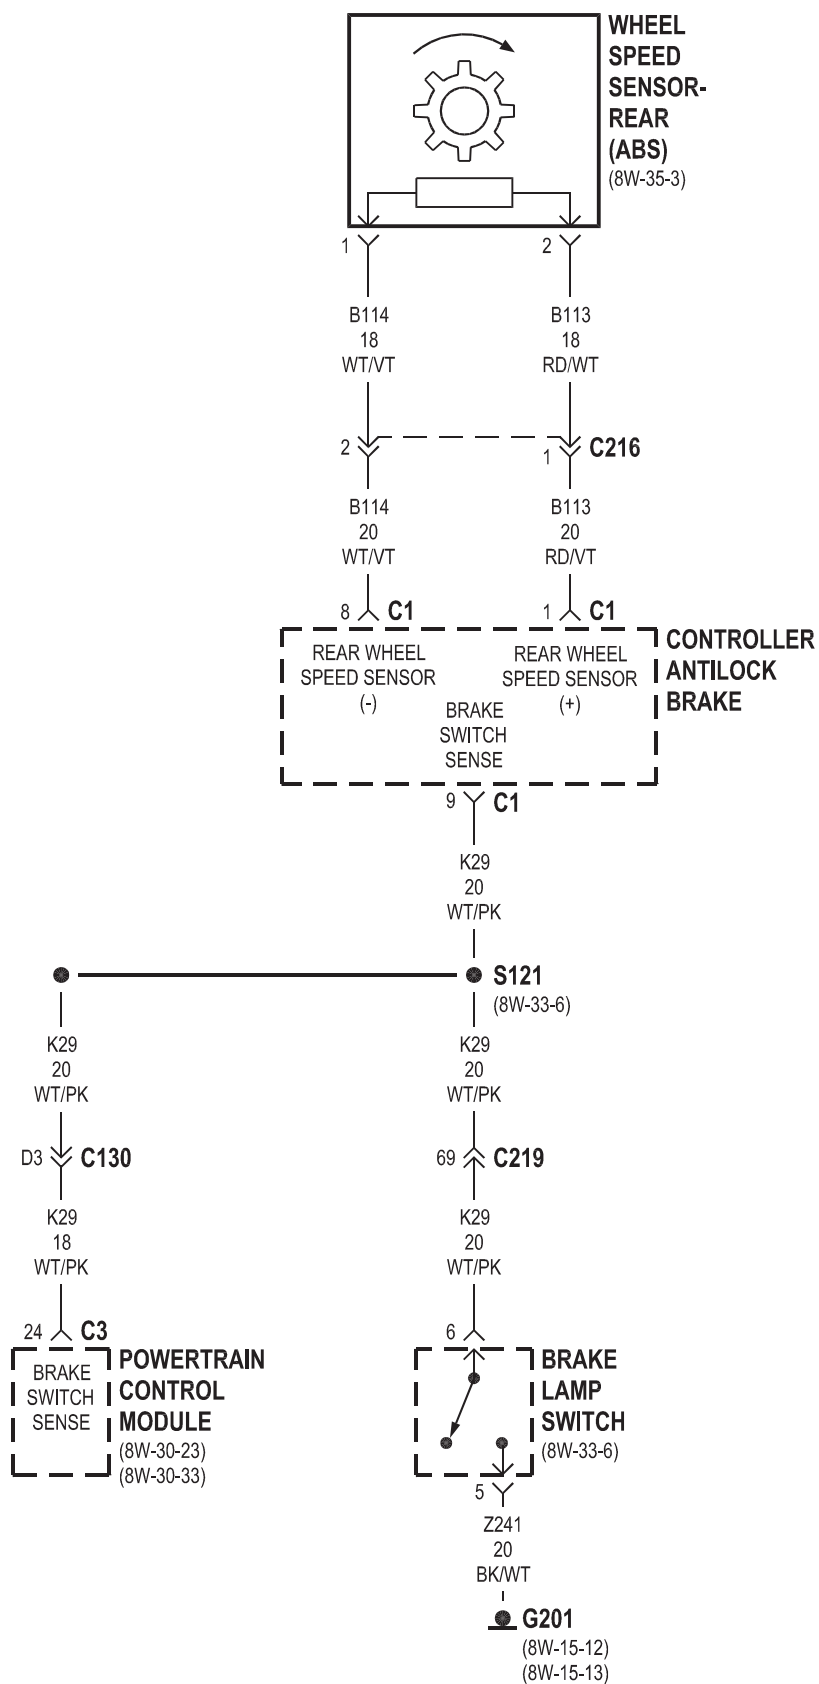 WHEEL
SPEED
SENSOR-
REAR
(ABS)
(8W-35-3)
1
2
B114
18
WT/VT
B113
18
RD/WT
2
1
C216
B114
20
WT/VT
B113
20
RD/VT
8
C1
1
C1
REAR WHEEL
SPEED SENSOR
(-)
REAR WHEEL
SPEED SENSOR
(+)
BRAKE
SWITCH
SENSE
CONTROLLER
ANTILOCK
BRAKE
9
C1
K29
20
WT/PK
S121
(8W-33-6)
K29
20
WT/PK
K29
20
WT/PK
D3
C130
69
C219
K29
18
WT/PK
K29
20
WT/PK
24
C3
6
BRAKE
SWITCH
SENSE
POWERTRAIN
CONTROL
MODULE
(8W-30-23)
(8W-30-33)
BRAKE
LAMP
SWITCH
(8W-33-6)
5
Z241
20
BK/WT
G201
(8W-15-12)
(8W-15-13)